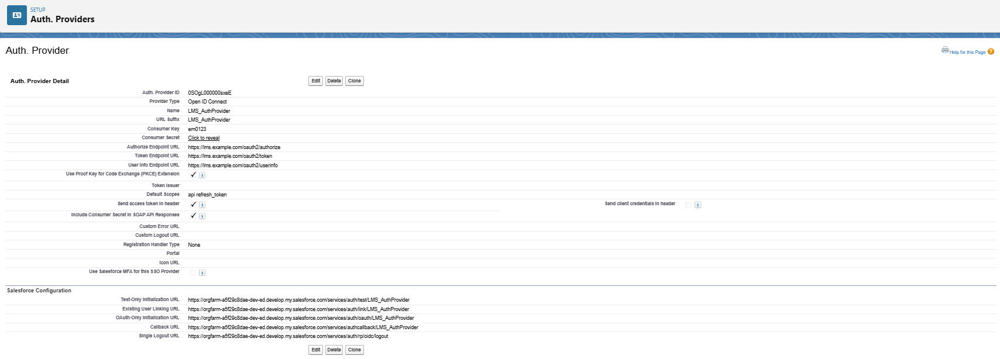 SETUP
Auth. Providers
Auth. Provider
Help for this Page
Auth. Provider Detail
Edit Delete Clone
Auth. Provider ID 0SOgL000000sxeE
Provider Type Open ID Connect
Name LMS_AuthProvider
URL Suffix LMS_AuthProvider
Consumer Key em0123
Consumer Secret Click to reveal
Authorize Endpoint URL https://lms.example.com/oauth2/authorize
Token Endpoint URL https://lms.example.com/oauth2/token
User Info Endpoint URL https://lms.example.com/oauth2/userinfo
Use Proof Key for Code Exchange (PKCE) Extension
Token Issuer
Default Scopes api refresh_token
Send access token in header Send client credentials in header
Include Consumer Secret in SOAP API Responses
Custom Error URL
Custom Logout URL
Registration Handler Type None
Portal
Icon URL
Use Salesforce MFA for this SSO Provider
Salesforce Configuration
Test-Only Initialization URL https://orgfarm-a5f29c8dae-dev-ed.develop.my.salesforce.com/services/auth/test/LMS_AuthProvider
Existing User Linking URL https://orgfarm-a5f29c8dae-dev-ed.develop.my.salesforce.com/services/auth/link/LMS_AuthProvider
OAuth-Only Initialization URL https://orgfarm-a5f29c8dae-dev-ed.develop.my.salesforce.com/services/auth/oauth/LMS_AuthProvider
Callback URL https://orgfarm-a5f29c8dae-dev-ed.develop.my.salesforce.com/services/authcallback/LMS_AuthProvider
Single Logout URL https://orgfarm-a5f29c8dae-dev-ed.develop.my.salesforce.com/services/auth/rp/oidc/logout
Edit Delete Clone